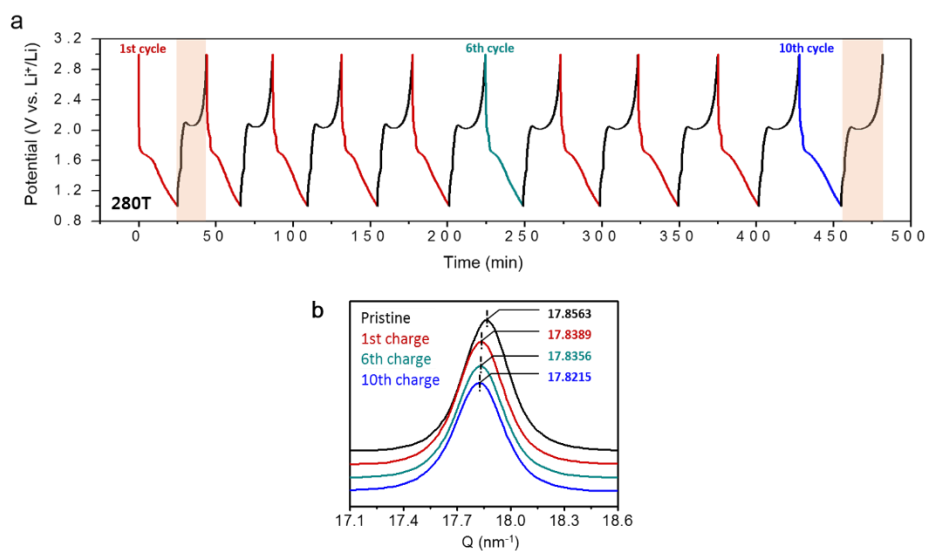 a
3.2
2.8
2.4
2.0
1.6
1.2
0.8
Potential (V vs. Li⁺/Li)
1st cycle
6th cycle
10th cycle
280T
0 50 100 150 200 250 300 350 400 450 500
Time (min)
b
Pristine
1st charge
6th charge
10th charge
17.8563
17.8389
17.8356
17.8215
17.1 17.4 17.7 18.0 18.3 18.6
Q (nm⁻¹)